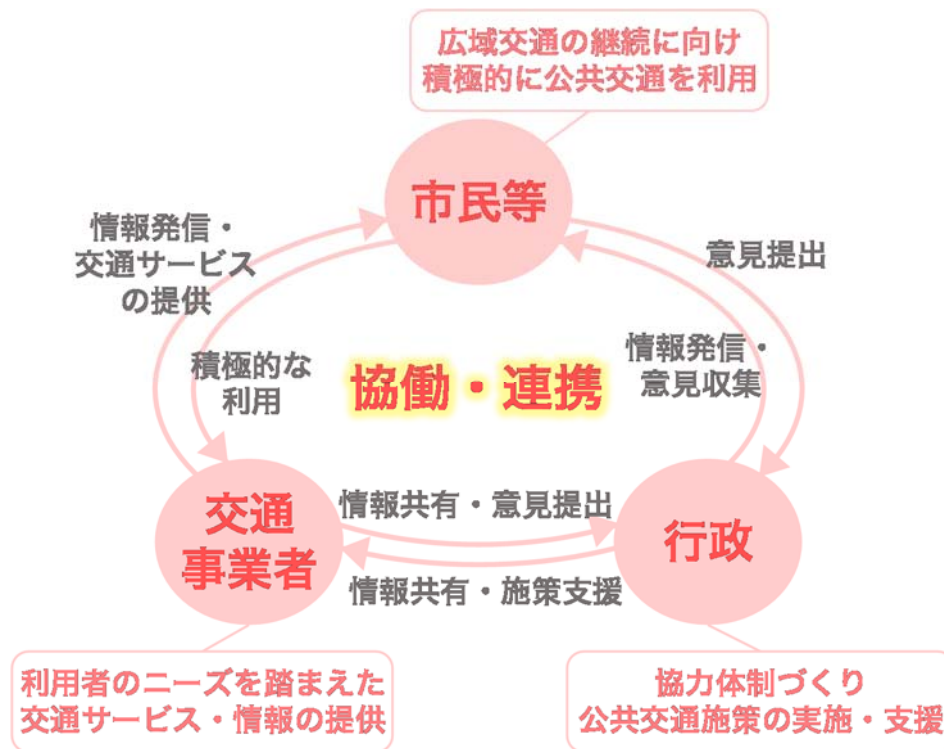 広域交通の継続に向け
積極的に公共交通を利用
市民等
情報発信・
交通サービス
の提供
意見提出
積極的な
利用
協働・連携
情報発信・
意見収集
交通
事業者
情報共有・意見提出
行政
情報共有・施策支援
利用者のニーズを踏まえた
交通サービス・情報の提供
協力体制づくり
公共交通施策の実施・支援